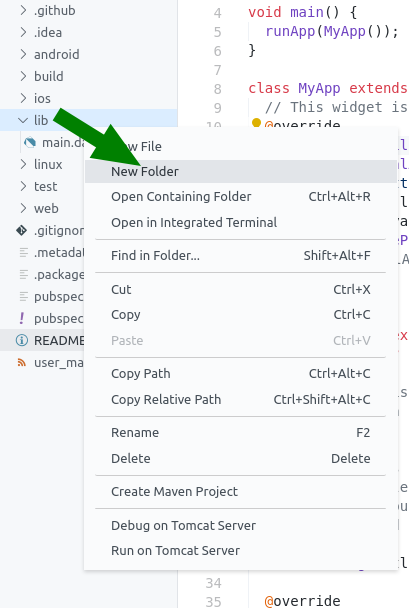 .github
.idea
android
build
ios
lib
main.da
linux
test
web
.gitignor
.metadat
.package
pubspec
pubspec
README
user_ma
4 void main() {
5 runApp(MyApp());
6 }
7
8 class MyApp extends
9 // This widget is
10 @override
New Folder
Open Containing Folder Ctrl+Alt+R
Open in Integrated Terminal
Find in Folder... Shift+Alt+F
Cut Ctrl+X
Copy Ctrl+C
Paste Ctrl+V
Copy Path Ctrl+Alt+C
Copy Relative Path Ctrl+Shift+Alt+C
Rename F2
Delete Delete
Create Maven Project
Debug on Tomcat Server
Run on Tomcat Server
34
35 @override